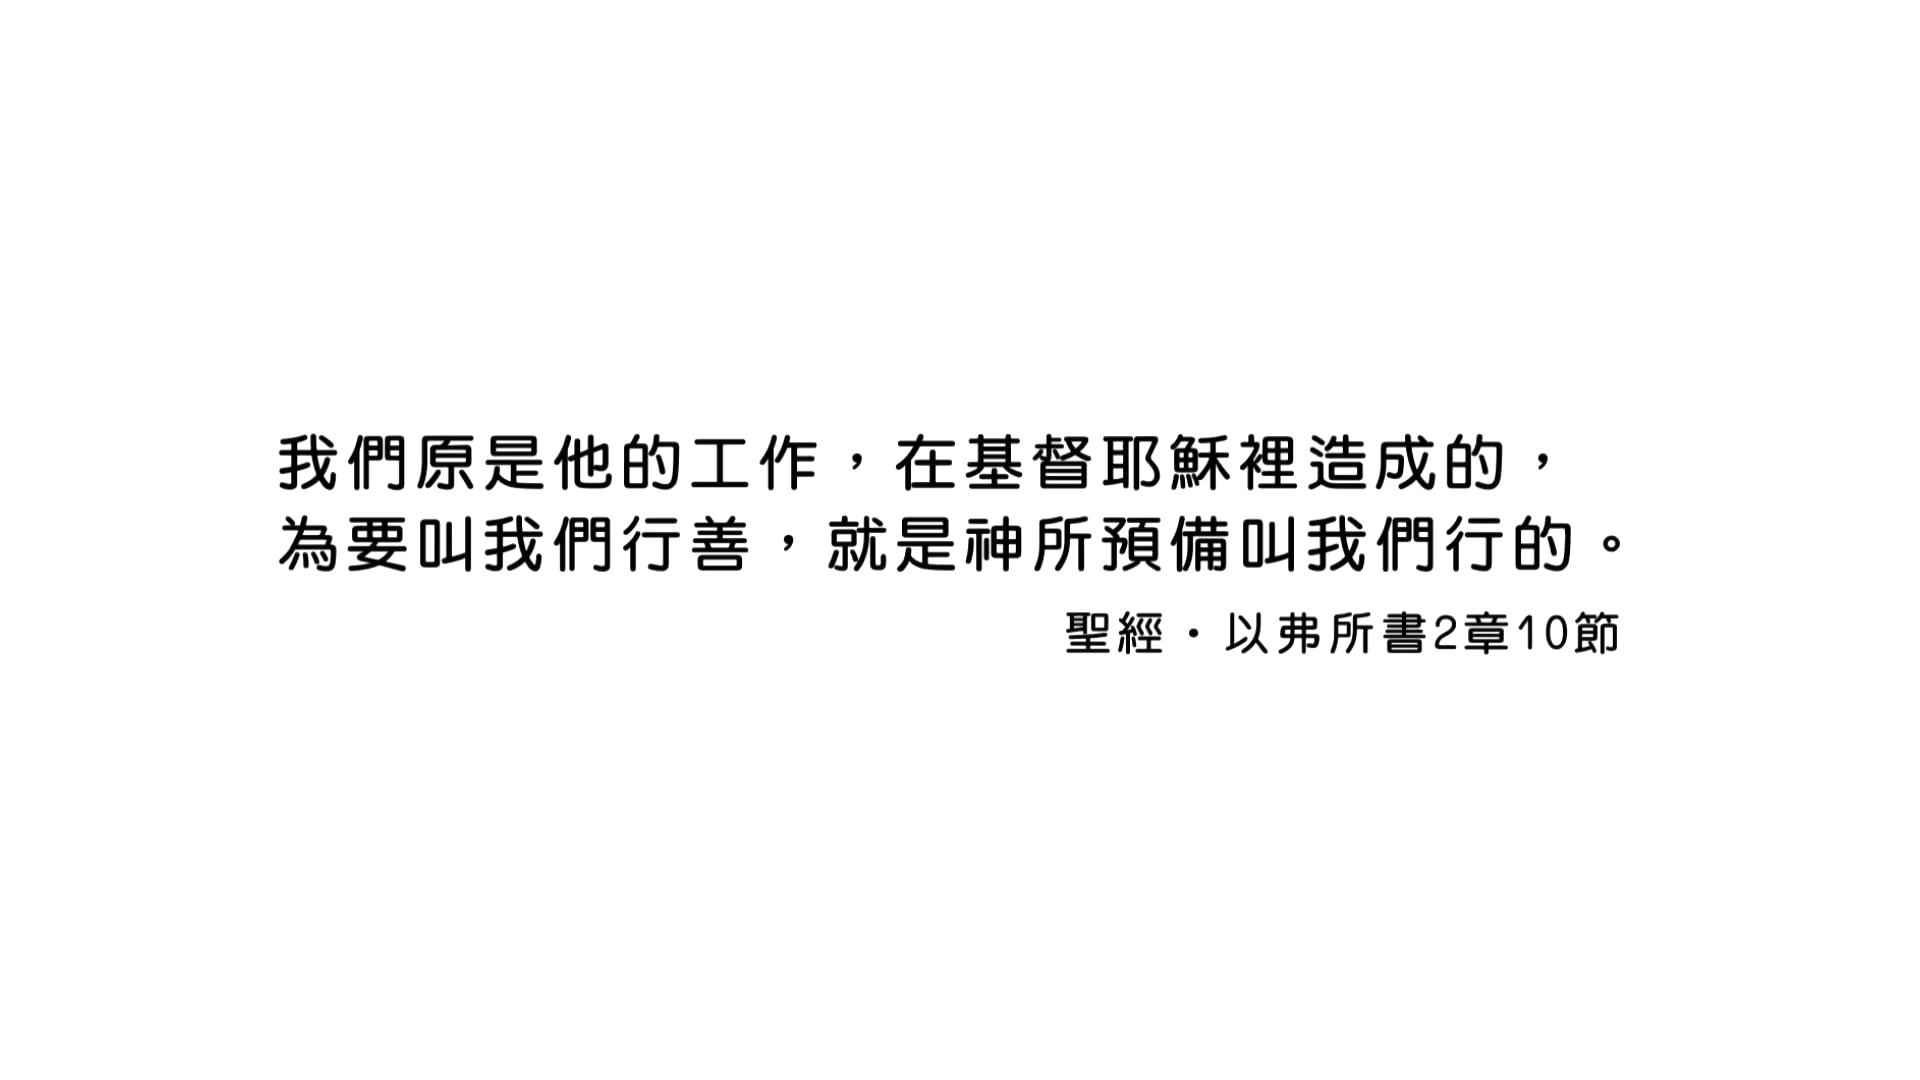 我們原是他的工作，在基督耶穌裡造成的，
為要叫我們行善，就是神所預備叫我們行的。
聖經・以弗所書2章10節